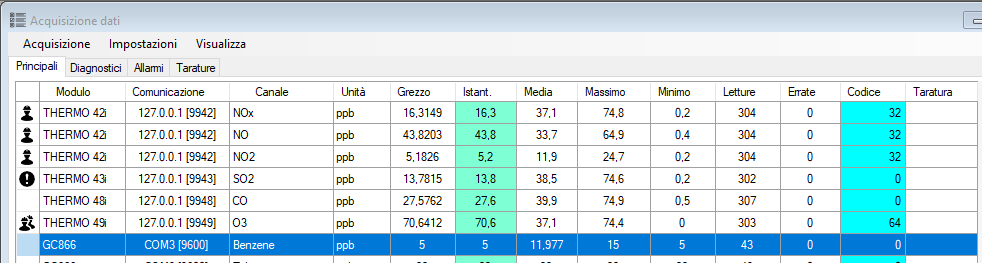 Acquisizione dati
Acquisizione Impostazioni Visualizza
Principali Diagnostici Allarmi Tarature
Modulo Comunicazione Canale Unità Grezzo Istant. Media Massimo Minimo Letture Errate Codice Taratura
THERMO 42i 127.0.0.1 [9942] NOx ppb 16,3149 16,3 37,1 74,8 0,2 304 0 32
THERMO 42i 127.0.0.1 [9942] NO ppb 43,8203 43,8 33,7 64,9 0,4 304 0 32
THERMO 42i 127.0.0.1 [9942] NO2 ppb 5,1826 5,2 11,9 24,7 0,2 304 0 32
THERMO 43i 127.0.0.1 [9943] SO2 ppb 13,7815 13,8 38,5 74,6 0,2 302 0 0
THERMO 48i 127.0.0.1 [9948] CO ppb 27,5762 27,6 39,9 74,9 0,5 307 0 0
THERMO 49i 127.0.0.1 [9949] O3 ppb 70,6412 70,6 37,1 74,4 0 303 0 64
GC866 COM3 [9600] Benzene ppb 5 5 11,977 15 5 43 0 0